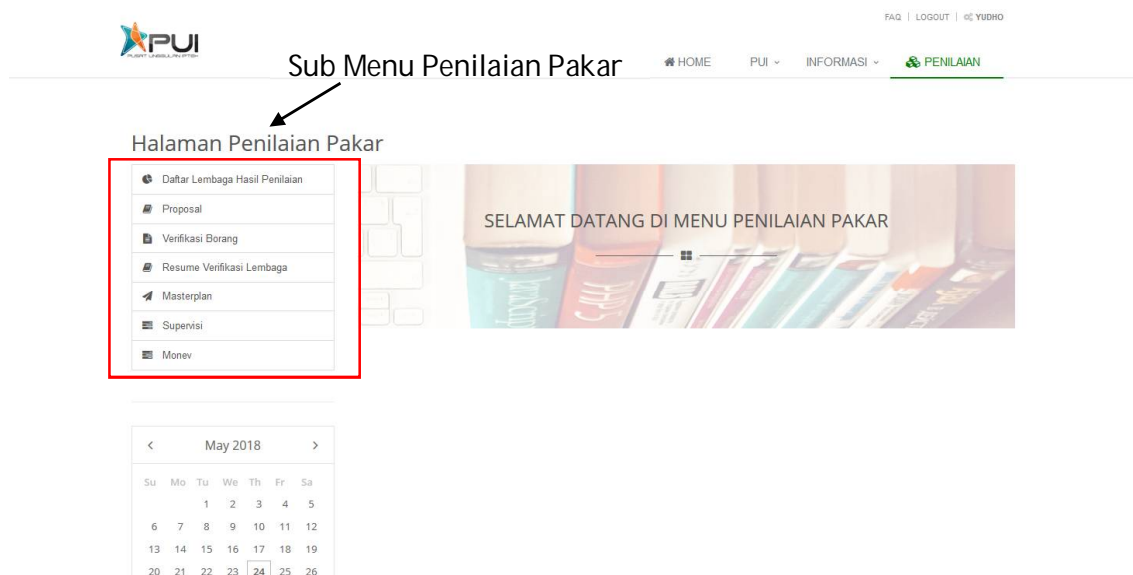 FAQ | LOGOUT | YUDHO
PUI
PUSAT UNGGULAN IPTEK
Sub Menu Penilaian Pakar
HOME PUI INFORMASI PENILAIAN
Halaman Penilaian Pakar
Daftar Lembaga Hasil Penilaian
Proposal
Verifikasi Borang
Resume Verifikasi Lembaga
Masterplan
Supervisi
Monev
SELAMAT DATANG DI MENU PENILAIAN PAKAR
< May 2018 >
Su Mo Tu We Th Fr Sa
1 2 3 4 5
6 7 8 9 10 11 12
13 14 15 16 17 18 19
20 21 22 23 24 25 26